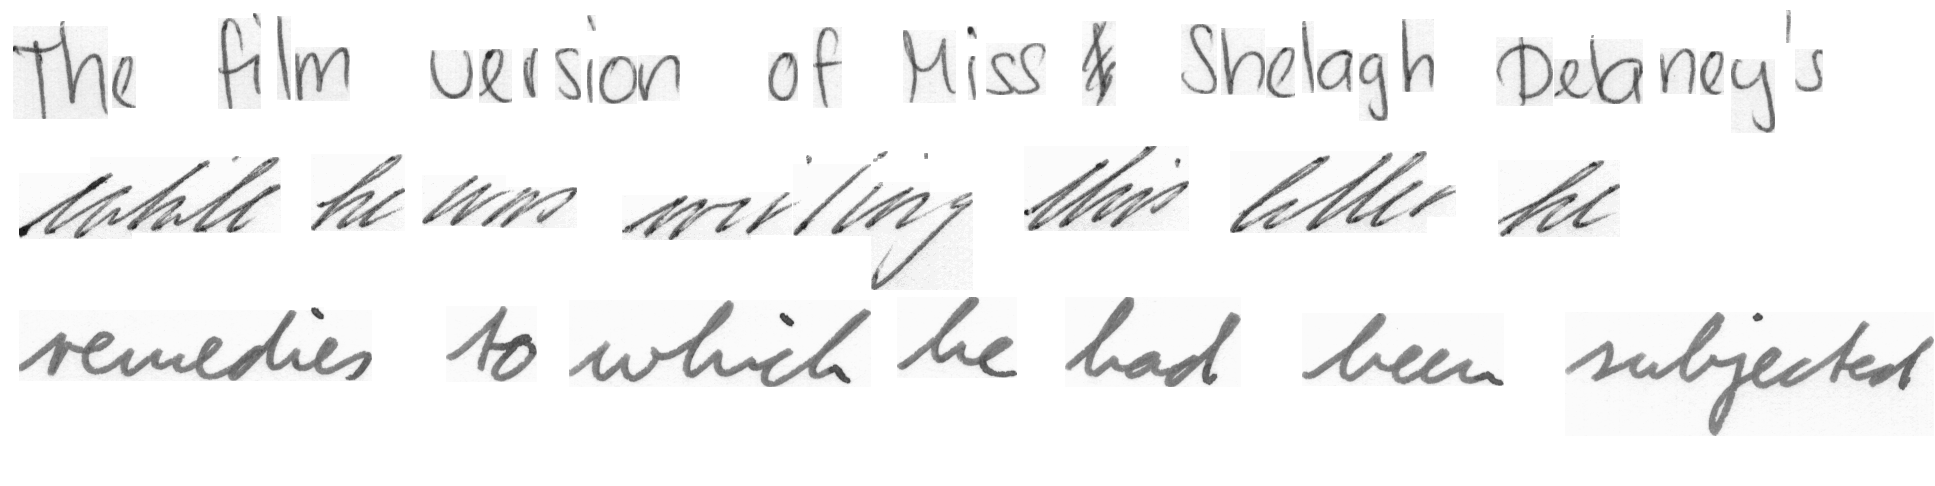 The film version of Miss Shelagh Delaney's
while he was writing this letter he
remedies to which he had been subjected